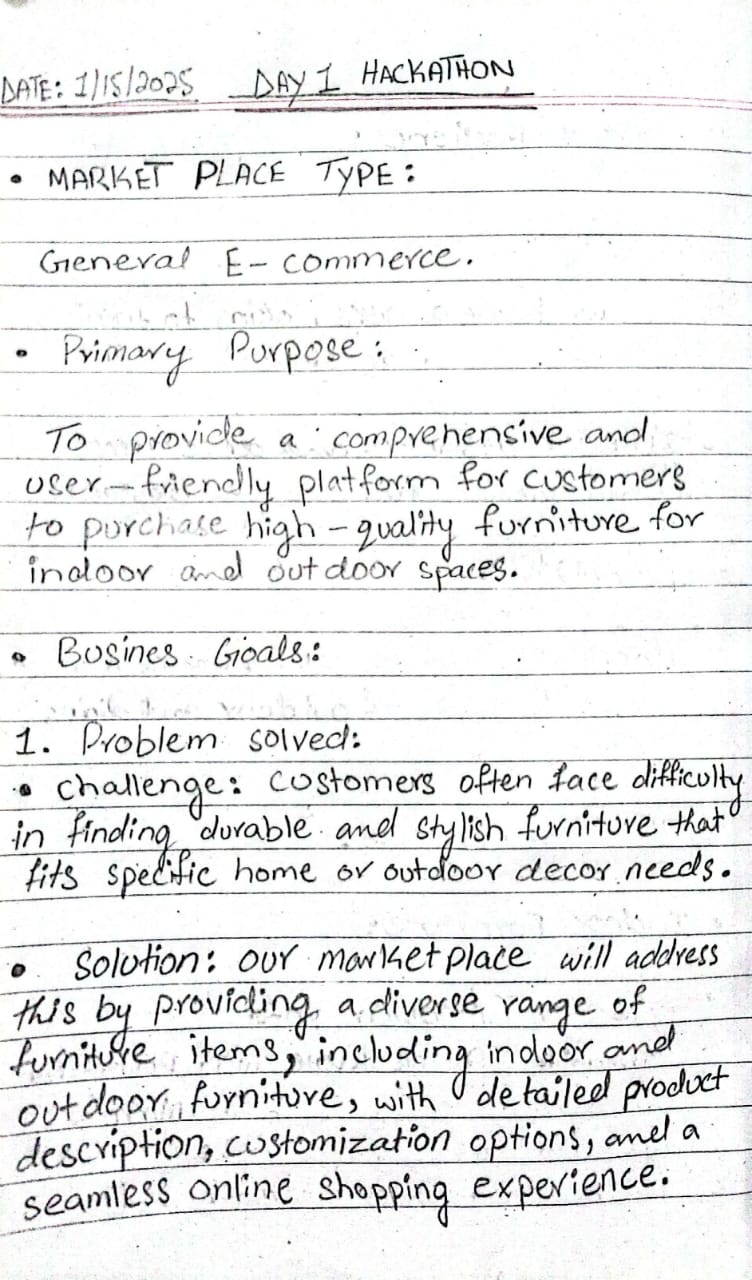 DATE: 1/15/2025 DAY 1 HACKATHON
• MARKET PLACE TYPE:
General E-commerce.
• Primary Purpose:
To provide a comprehensive and
user-friendly platform for customers
to purchase high-quality furniture for
indoor and outdoor spaces.
• Busines Goals:
1. Problem solved:
• challenge: customers often face difficulty
in finding durable and stylish furniture that
fits specific home or outdoor decor needs.
• Solution: our marketplace will address
this by providing a diverse range of
furniture items, including indoor and
outdoor furniture, with detailed product
description, customization options, and a
seamless online shopping experience.